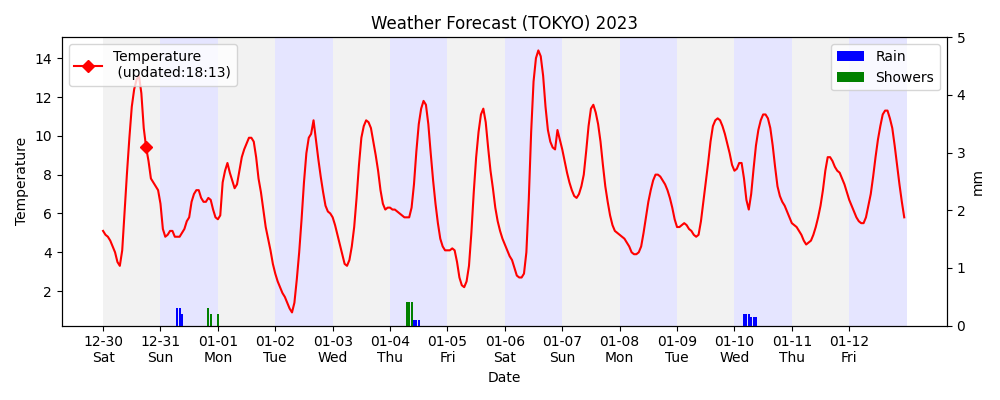 Weather Forecast (TOKYO) 2023
Temperature
(updated:18:13)
Rain
Showers
14
12
10
8
6
4
2
Temperature
5
4
3
2
1
0
mm
12-30 12-31 01-01 01-02 01-03 01-04 01-05 01-06 01-07 01-08 01-09 01-10 01-11 01-12
Sat Sun Mon Tue Wed Thu Fri Sat Sun Mon Tue Wed Thu Fri
Date